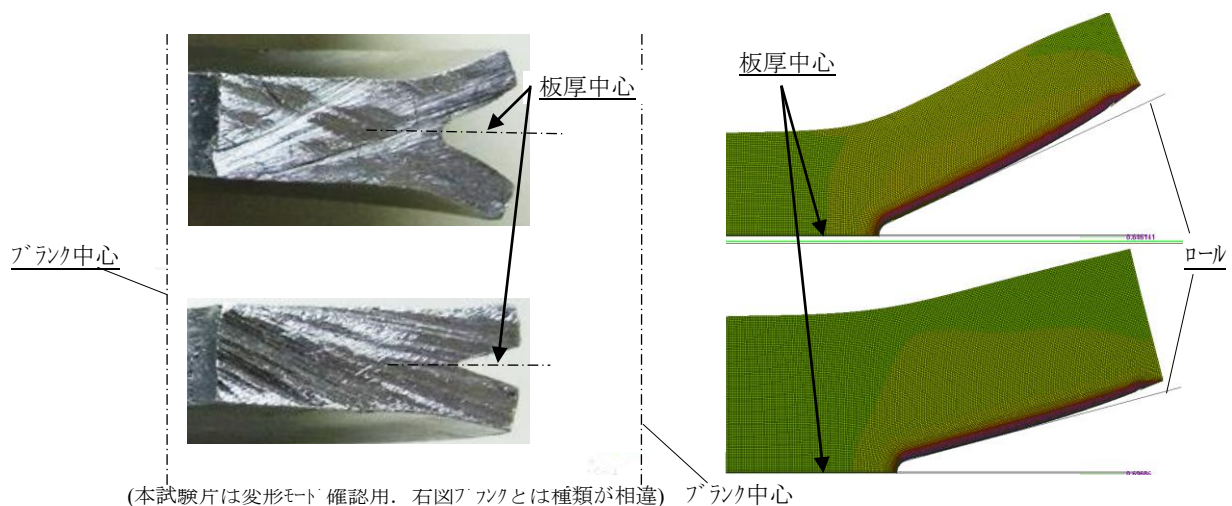 板厚中心
板厚中心
ブランク中心
ロール
(本試験片は変形モード確認用. 右図ブランクとは種類が相違)
ブランク中心